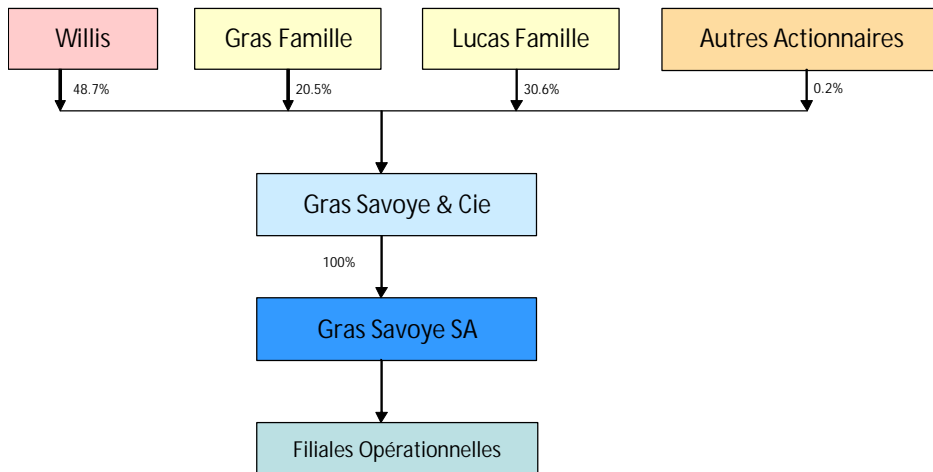 Willis
Gras Famille
Lucas Famille
Autres Actionnaires
48.7%
20.5%
30.6%
0.2%
Gras Savoye & Cie
100%
Gras Savoye SA
Filiales Opérationnelles